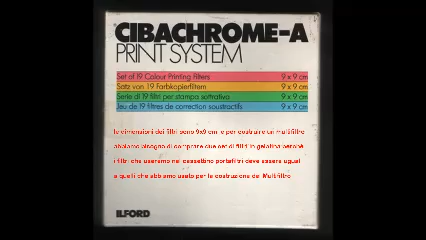 CIBACHROME-A
PRINT SYSTEM
Set of 19 Colour Printing Filters 9 x 9 cm
Satz von 19 Farbkopierfiltern 9 x 9 cm
Serie di 19 filtri per stampa sottrativa 9 x 9 cm
Jeu de 19 filtres de correction soustractifs 9 x 9 cm
le dimensioni dei filtri sono 9x9 cm e per costruire un multifiltro
abbiamo bisogno di comprare due set di filtri in gelatina perchè
i filtri che useremo nel cassettino portafiltri deve essere uguali
a quelli che abbiamo usato per la costruzione del Multifiltro
ILFORD